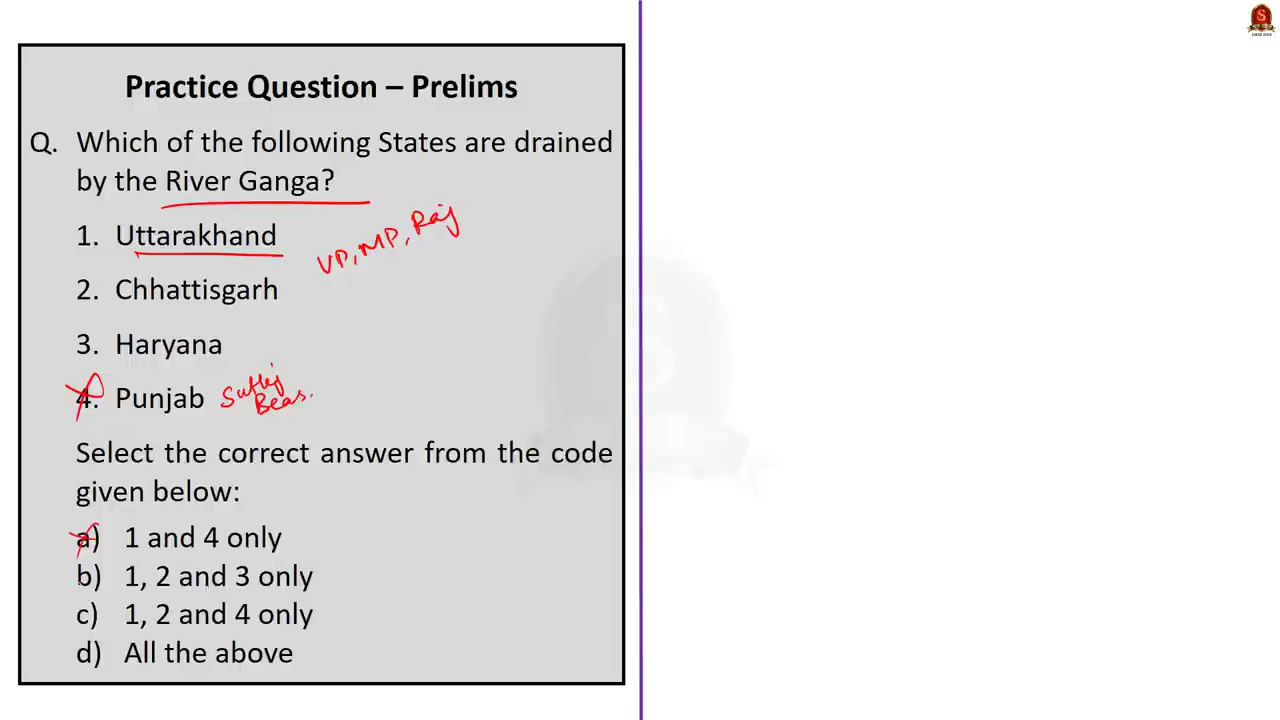 Practice Question – Prelims
Q. Which of the following States are drained
by the River Ganga?
1. Uttarakhand
UP, MP, Raj
2. Chhattisgarh
3. Haryana
4. Punjab Sutlej
Beas.
Select the correct answer from the code
given below:
a) 1 and 4 only
b) 1, 2 and 3 only
c) 1, 2 and 4 only
d) All the above